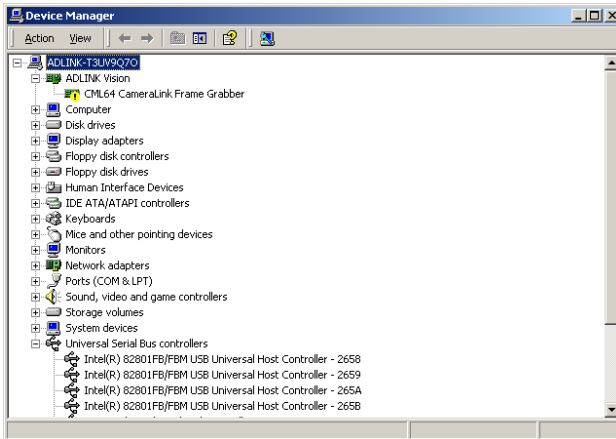 Device Manager
Action View
ADLINK-T3UV9Q7O
ADLINK Vision
CML64 CameraLink Frame Grabber
Computer
Disk drives
Display adapters
Floppy disk controllers
Floppy disk drives
Human Interface Devices
IDE ATA/ATAPI controllers
Keyboards
Mice and other pointing devices
Monitors
Network adapters
Ports (COM & LPT)
Sound, video and game controllers
Storage volumes
System devices
Universal Serial Bus controllers
Intel(R) 82801FB/FBM USB Universal Host Controller - 2658
Intel(R) 82801FB/FBM USB Universal Host Controller - 2659
Intel(R) 82801FB/FBM USB Universal Host Controller - 265A
Intel(R) 82801FB/FBM USB Universal Host Controller - 265B